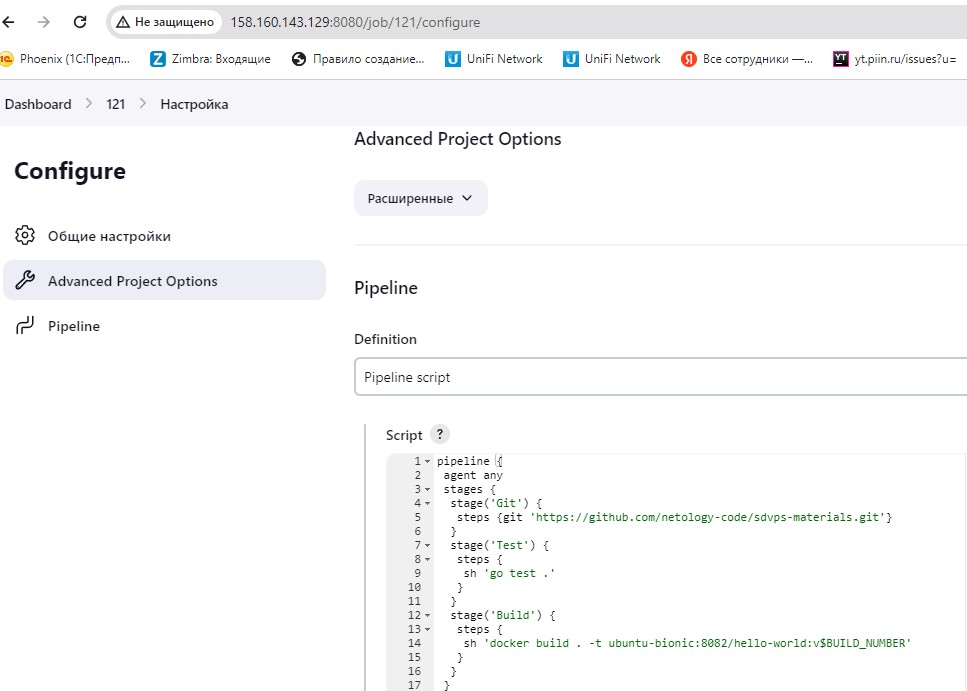 Не защищено 158.160.143.129:8080/job/121/configure
Phoenix (1С:Предп... Zimbra: Входящие Правило создание... UniFi Network UniFi Network Все сотрудники —... yt.piin.ru/issues?u=
Dashboard 121 Настройка
Advanced Project Options
Configure
Расширенные
Общие настройки
Advanced Project Options
Pipeline
Pipeline
Definition
Pipeline script
Script ?
1 pipeline {
2 agent any
3 stages {
4 stage('Git') {
5 steps {git 'https://github.com/netology-code/sdvps-materials.git'}
6 }
7 stage('Test') {
8 steps {
9 sh 'go test .'
10 }
11 }
12 stage('Build') {
13 steps {
14 sh 'docker build . -t ubuntu-bionic:8082/hello-world:v$BUILD_NUMBER'
15 }
16 }
17 }